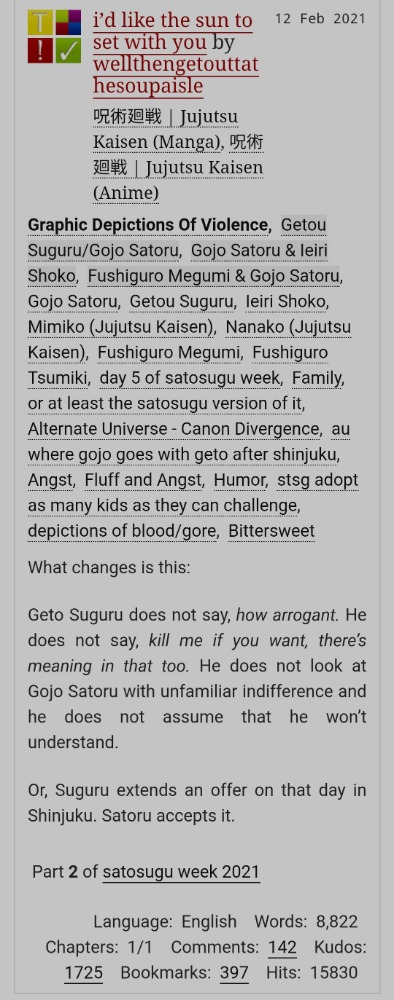 T
!
i’d like the sun to
set with you by
wellthengetouttat
hesoupaisle
12 Feb 2021
呪術廻戦 | Jujutsu
Kaisen (Manga), 呪術
廻戦 | Jujutsu Kaisen
(Anime)
Graphic Depictions Of Violence, Getou
Suguru/Gojo Satoru, Gojo Satoru & Ieiri
Shoko, Fushiguro Megumi & Gojo Satoru,
Gojo Satoru, Getou Suguru, Ieiri Shoko,
Mimiko (Jujutsu Kaisen), Nanako (Jujutsu
Kaisen), Fushiguro Megumi, Fushiguro
Tsumiki, day 5 of satosugu week, Family,
or at least the satosugu version of it,
Alternate Universe - Canon Divergence, au
where gojo goes with geto after shinjuku,
Angst, Fluff and Angst, Humor, stsg adopt
as many kids as they can challenge,
depictions of blood/gore, Bittersweet
What changes is this:
Geto Suguru does not say, how arrogant. He
does not say, kill me if you want, there’s
meaning in that too. He does not look at
Gojo Satoru with unfamiliar indifference and
he does not assume that he won’t
understand.
Or, Suguru extends an offer on that day in
Shinjuku. Satoru accepts it.
Part 2 of satosugu week 2021
Language: English Words: 8,822
Chapters: 1/1 Comments: 142 Kudos:
1725 Bookmarks: 397 Hits: 15830